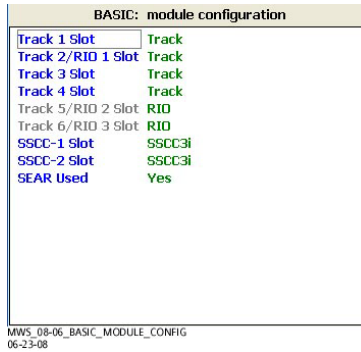 BASIC: module configuration
Track 1 Slot Track
Track 2/RIO 1 Slot Track
Track 3 Slot Track
Track 4 Slot Track
Track 5/RIO 2 Slot RIO
Track 6/RIO 3 Slot RIO
SSCC-1 Slot SSCC3i
SSCC-2 Slot SSCC3i
SEAR Used Yes
MWS_08-06_BASIC_MODULE_CONFIG
06-23-08